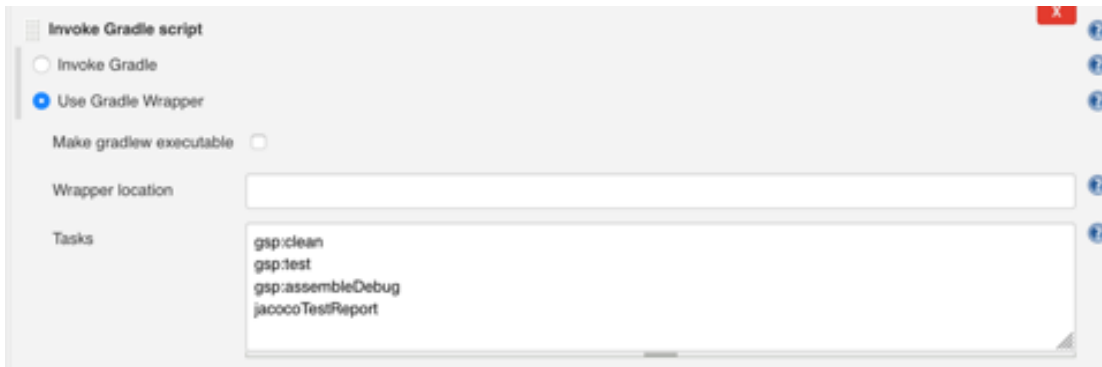 X
Invoke Gradle script
Invoke Gradle
Use Gradle Wrapper
Make gradlew executable
Wrapper location
Tasks
gsp:clean
gsp:test
gsp:assembleDebug
jacocoTestReport